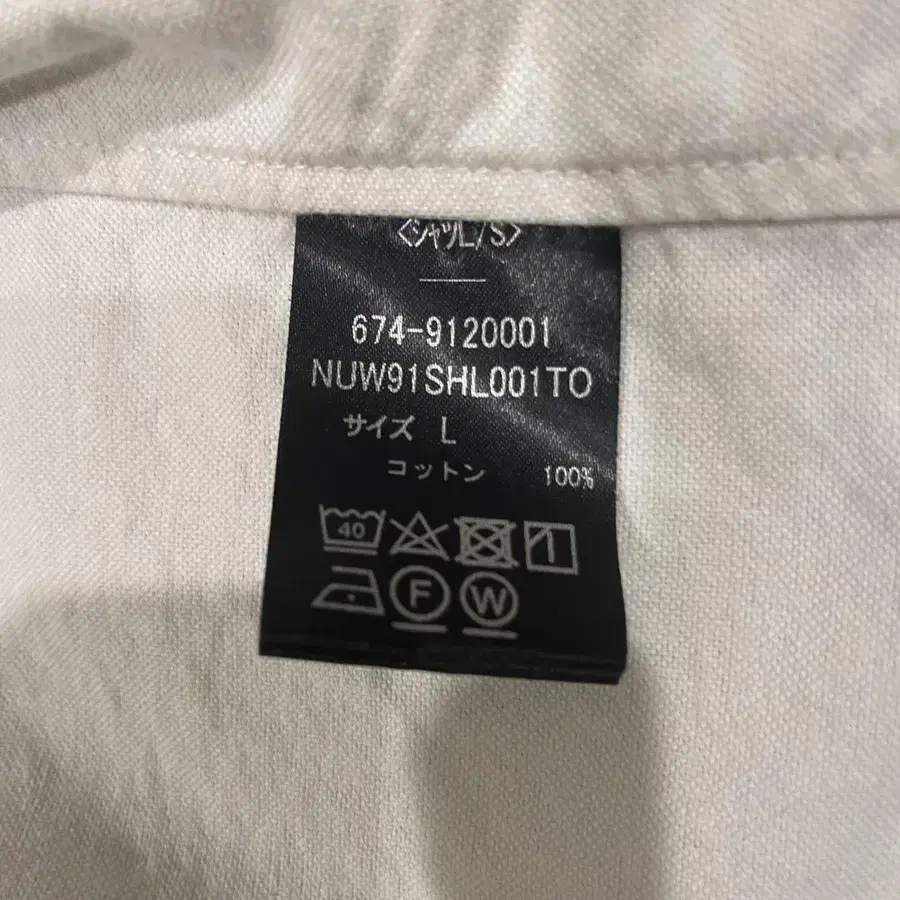 〈シャツL/S〉
674-9120001
NUW91SHL001TO
サイズ L
コットン 100%
40
F W